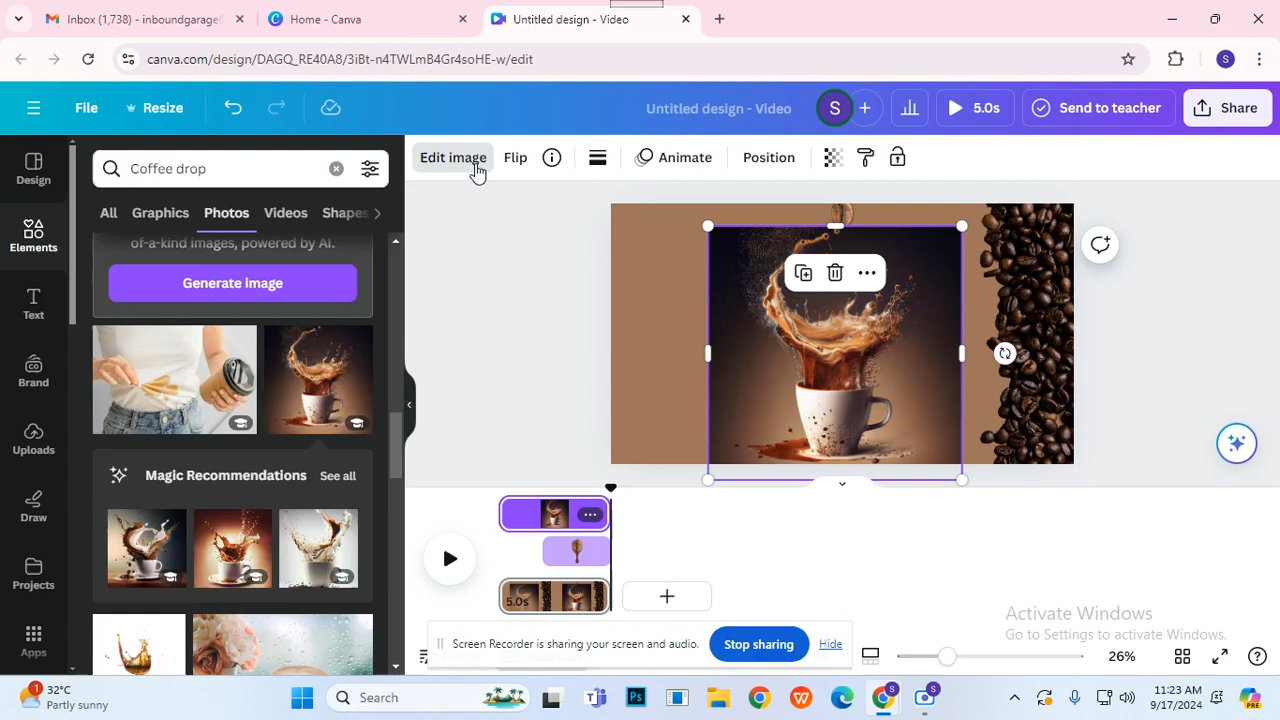 Inbox (1,738) - inboundgarage(
Home - Canva
Untitled design - Video
canva.com/design/DAGQ_RE40A8/3iBt-n4TWLmB4Gr4soHE-w/edit
S
File
Resize
Untitled design - Video
S
5.0s
Send to teacher
Share
Design
Elements
Text
Brand
Uploads
Draw
Projects
Apps
Coffee drop
All
Graphics
Photos
Videos
Shapes
of-a-kind images, powered by AI.
Generate image
Magic Recommendations
See all
Edit image
Flip
Animate
Position
5.0s
Screen Recorder is sharing your screen and audio.
Stop sharing
Hide
Activate Windows
Go to Settings to activate Windows.
26%
1
32°C
Partly sunny
Search
S
S
11:23 AM
9/17/2024